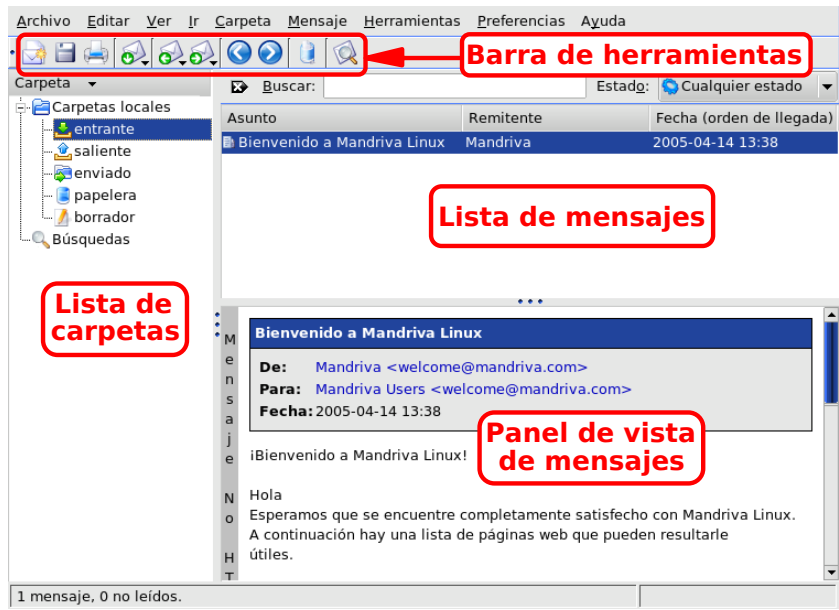 Archivo Editar Ver Ir Carpeta Mensaje Herramientas Preferencias Ayuda
Barra de herramientas
Carpeta
Buscar: Estado: Cualquier estado
Carpetas locales
entrante
saliente
enviado
papelera
borrador
Búsquedas
Asunto Remitente Fecha (orden de llegada)
Bienvenido a Mandriva Linux Mandriva 2005-04-14 13:38
Lista de mensajes
Lista de
carpetas
Mensaje No HT
Bienvenido a Mandriva Linux
De: Mandriva <welcome@mandriva.com>
Para: Mandriva Users <welcome@mandriva.com>
Fecha: 2005-04-14 13:38
Panel de vista
de mensajes
¡Bienvenido a Mandriva Linux!
Hola
Esperamos que se encuentre completamente satisfecho con Mandriva Linux.
A continuación hay una lista de páginas web que pueden resultarle
útiles.
1 mensaje, 0 no leídos.